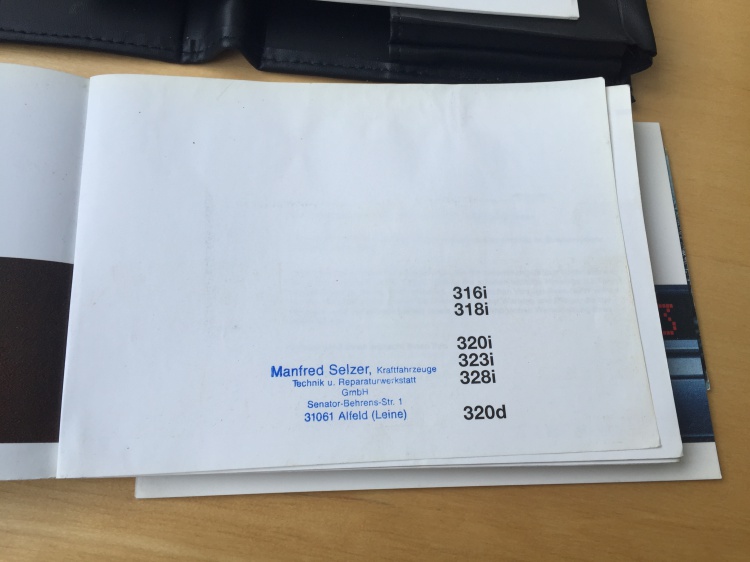 316i
318i
320i
323i
328i
320d
Manfred Selzer, Kraftfahrzeuge
Technik u. Reparaturwerkstatt
GmbH
Senator-Behrens-Str. 1
31061 Alfeld (Leine)
3